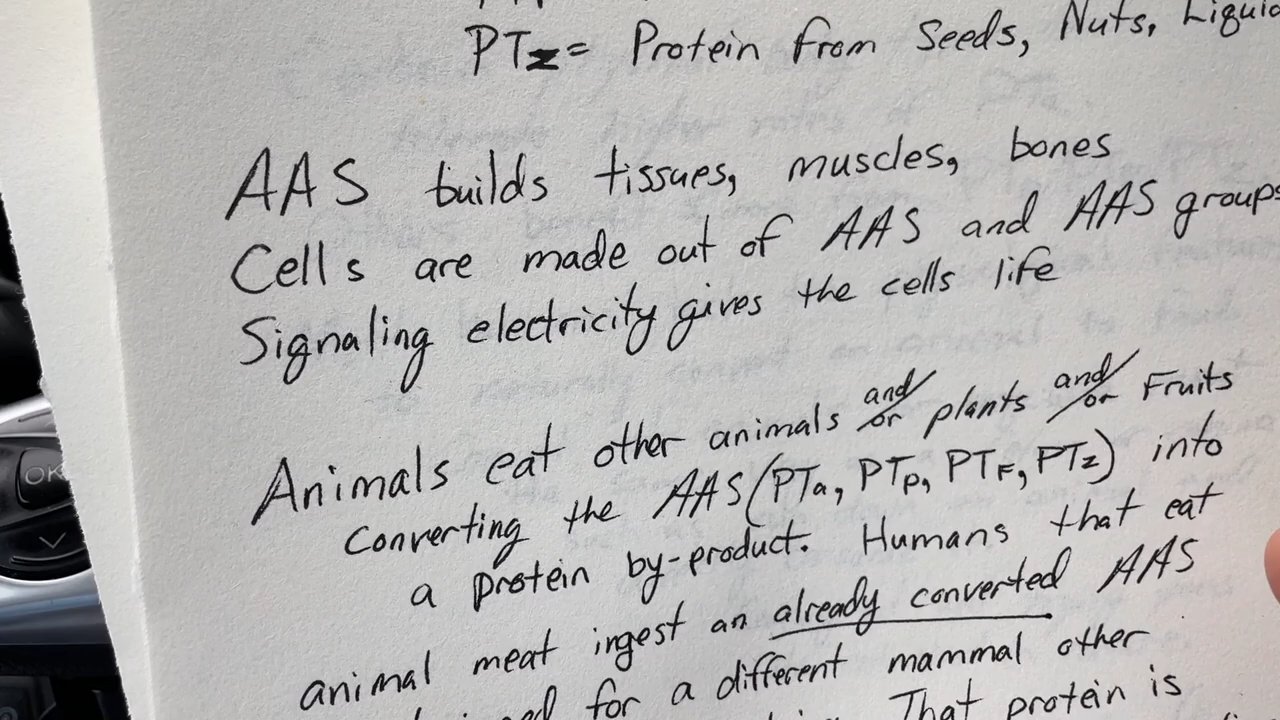 PTz = Protein from Seeds, Nuts,
AAS builds tissues, muscles, bones
Cells are made out of AAS and AAS groups
Signaling electricity gives the cells life
Animals eat other animals and/or plants and/or Fruits
Converting the AAS (PTa, PTp, PTF, PTz) into
a protein by-product. Humans that eat
animal meat ingest an already converted AAS
for a different mammal other
That protein is
OK